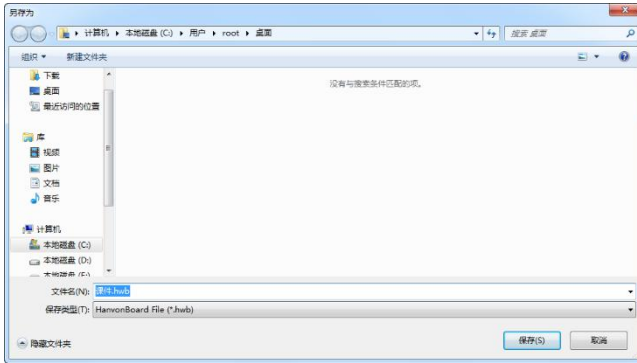 另存为
计算机 ▸ 本地磁盘 (C:) ▸ 用户 ▸ root ▸ 桌面
搜索 桌面
组织 新建文件夹
下载
桌面
最近访问的位置
没有与搜索条件匹配的项。
库
视频
图片
文档
音乐
计算机
本地磁盘 (C:)
本地磁盘 (D:)
本地磁盘 (E:)
文件名(N): 课件.hwb
保存类型(T): HanvonBoard File (*.hwb)
隐藏文件夹
保存(S) 取消